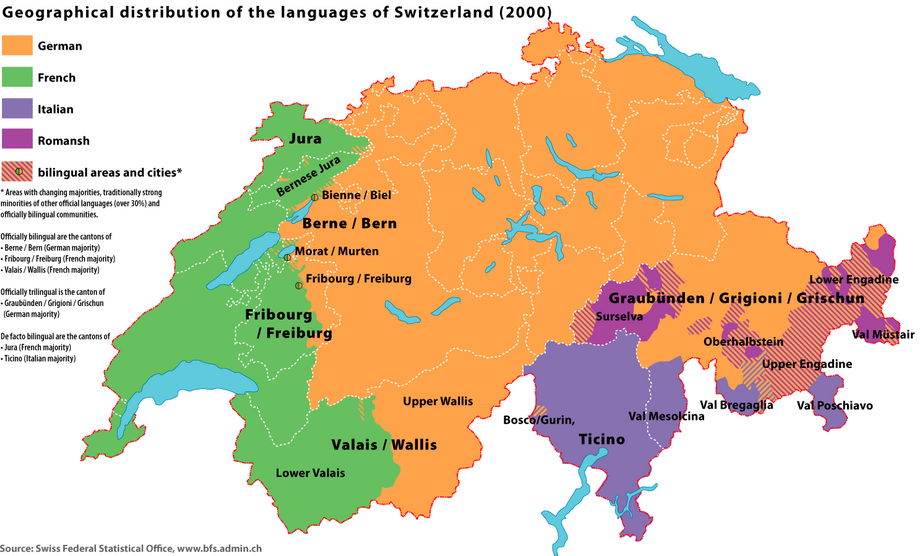 Geographical distribution of the languages of Switzerland (2000)
German
French
Italian
Romansh
bilingual areas and cities*
* Areas with changing majorities, traditionally strong
minorities of other official languages (over 30%) and
officially bilingual communities.
Officially bilingual are the cantons of
• Berne / Bern (German majority)
• Fribourg / Freiburg (French majority)
• Valais / Wallis (French majority)
Officially trilingual is the canton of
• Graubünden / Grigioni / Grischun
(German majority)
De facto bilingual are the cantons of
• Jura (French majority)
• Ticino (Italian majority)
Jura
Bernese Jura
Bienne / Biel
Berne / Bern
Morat / Murten
Fribourg / Freiburg
Fribourg
/ Freiburg
Lower Engadine
Graubünden / Grigioni / Grischun
Surselva
Val Müstair
Oberhalbstein
Upper Engadine
Upper Wallis
Val Bregaglia
Val Poschiavo
Bosco/Gurin,
Val Mesolcina
Ticino
Valais / Wallis
Lower Valais
Source: Swiss Federal Statistical Office, www.bfs.admin.ch